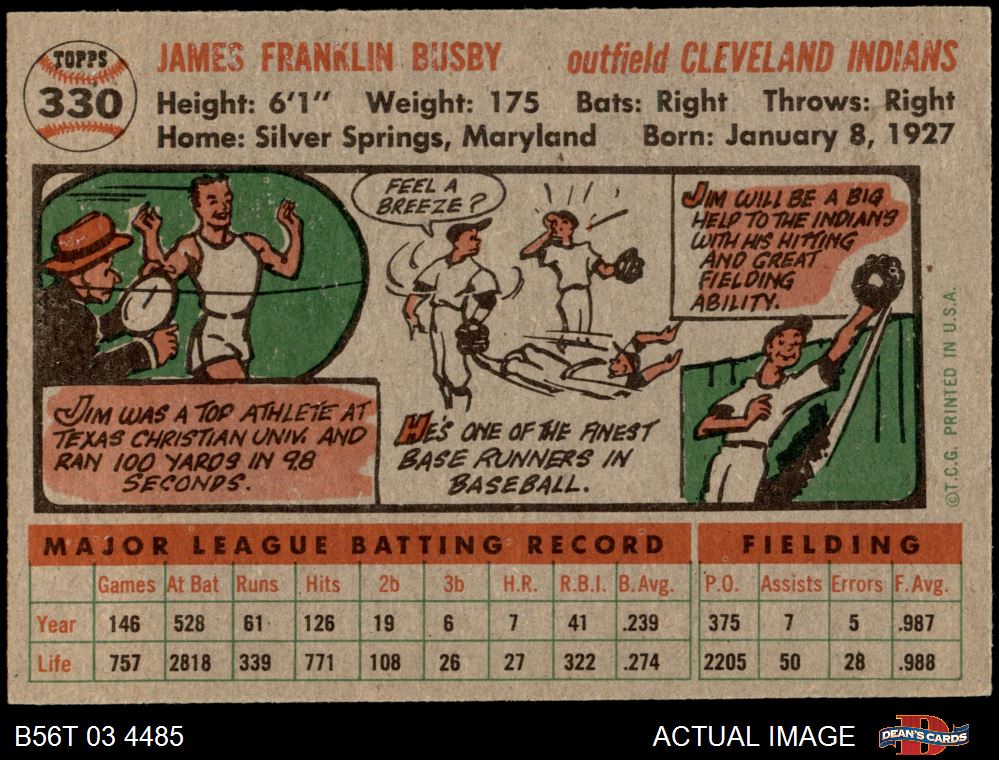 TOPPS
330
JAMES FRANKLIN BUSBY outfield CLEVELAND INDIANS
Height: 6'1" Weight: 175 Bats: Right Throws: Right
Home: Silver Springs, Maryland Born: January 8, 1927
JIM WAS A TOP ATHLETE AT
TEXAS CHRISTIAN UNIV. AND
RAN 100 YARDS IN 9.8
SECONDS.
FEEL A
BREEZE?
HE'S ONE OF THE FINEST
BASE RUNNERS IN
BASEBALL.
JIM WILL BE A BIG
HELP TO THE INDIANS
WITH HIS HITTING
AND GREAT
FIELDING
ABILITY.
©T.C.G. PRINTED IN U.S.A.
MAJOR LEAGUE BATTING RECORD FIELDING
Games At Bat Runs Hits 2b 3b H.R. R.B.I. B.Avg. P.O. Assists Errors F.Avg.
Year 146 528 61 126 19 6 7 41 .239 375 7 5 .987
Life 757 2818 339 771 108 26 27 322 .274 2205 50 28 .988
B56T 03 4485 ACTUAL IMAGE DEAN'S CARDS